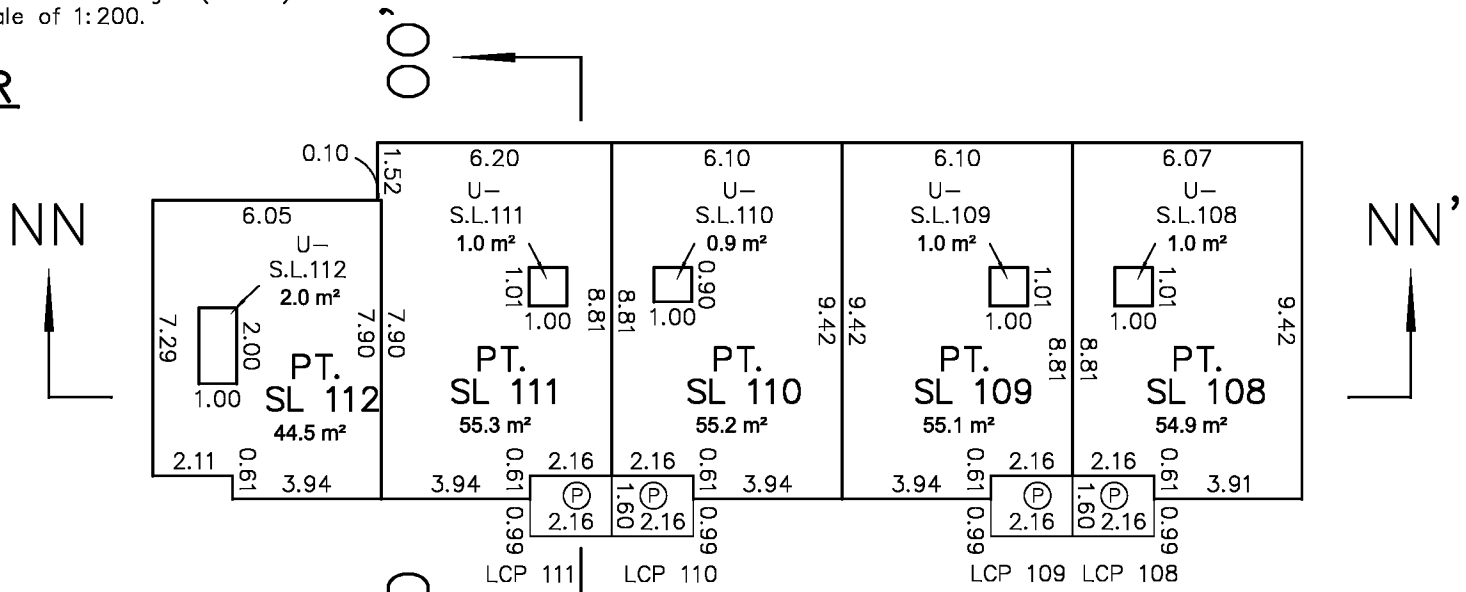 ale of 1:200.
R
OO'
0.10
1.52
6.20
6.10
6.10
6.07
NN
NN'
6.05
U-
S.L.112
2.0 m²
U-
S.L.111
1.0 m²
U-
S.L.110
0.9 m²
U-
S.L.109
1.0 m²
U-
S.L.108
1.0 m²
7.29
2.00
1.00
7.90
7.90
1.01
1.00
8.81
8.81
0.90
1.00
9.42
9.42
1.01
1.00
8.81
8.81
1.01
1.00
9.42
PT.
SL 112
44.5 m²
PT.
SL 111
55.3 m²
PT.
SL 110
55.2 m²
PT.
SL 109
55.1 m²
PT.
SL 108
54.9 m²
2.11
0.61
3.94
3.94
0.61
2.16
2.16
0.61
3.94
3.94
0.61
2.16
2.16
0.61
3.91
P
P
P
P
0.99
2.16
1.60
2.16
0.99
0.99
2.16
1.60
2.16
0.99
LCP 111
LCP 110
LCP 109
LCP 108